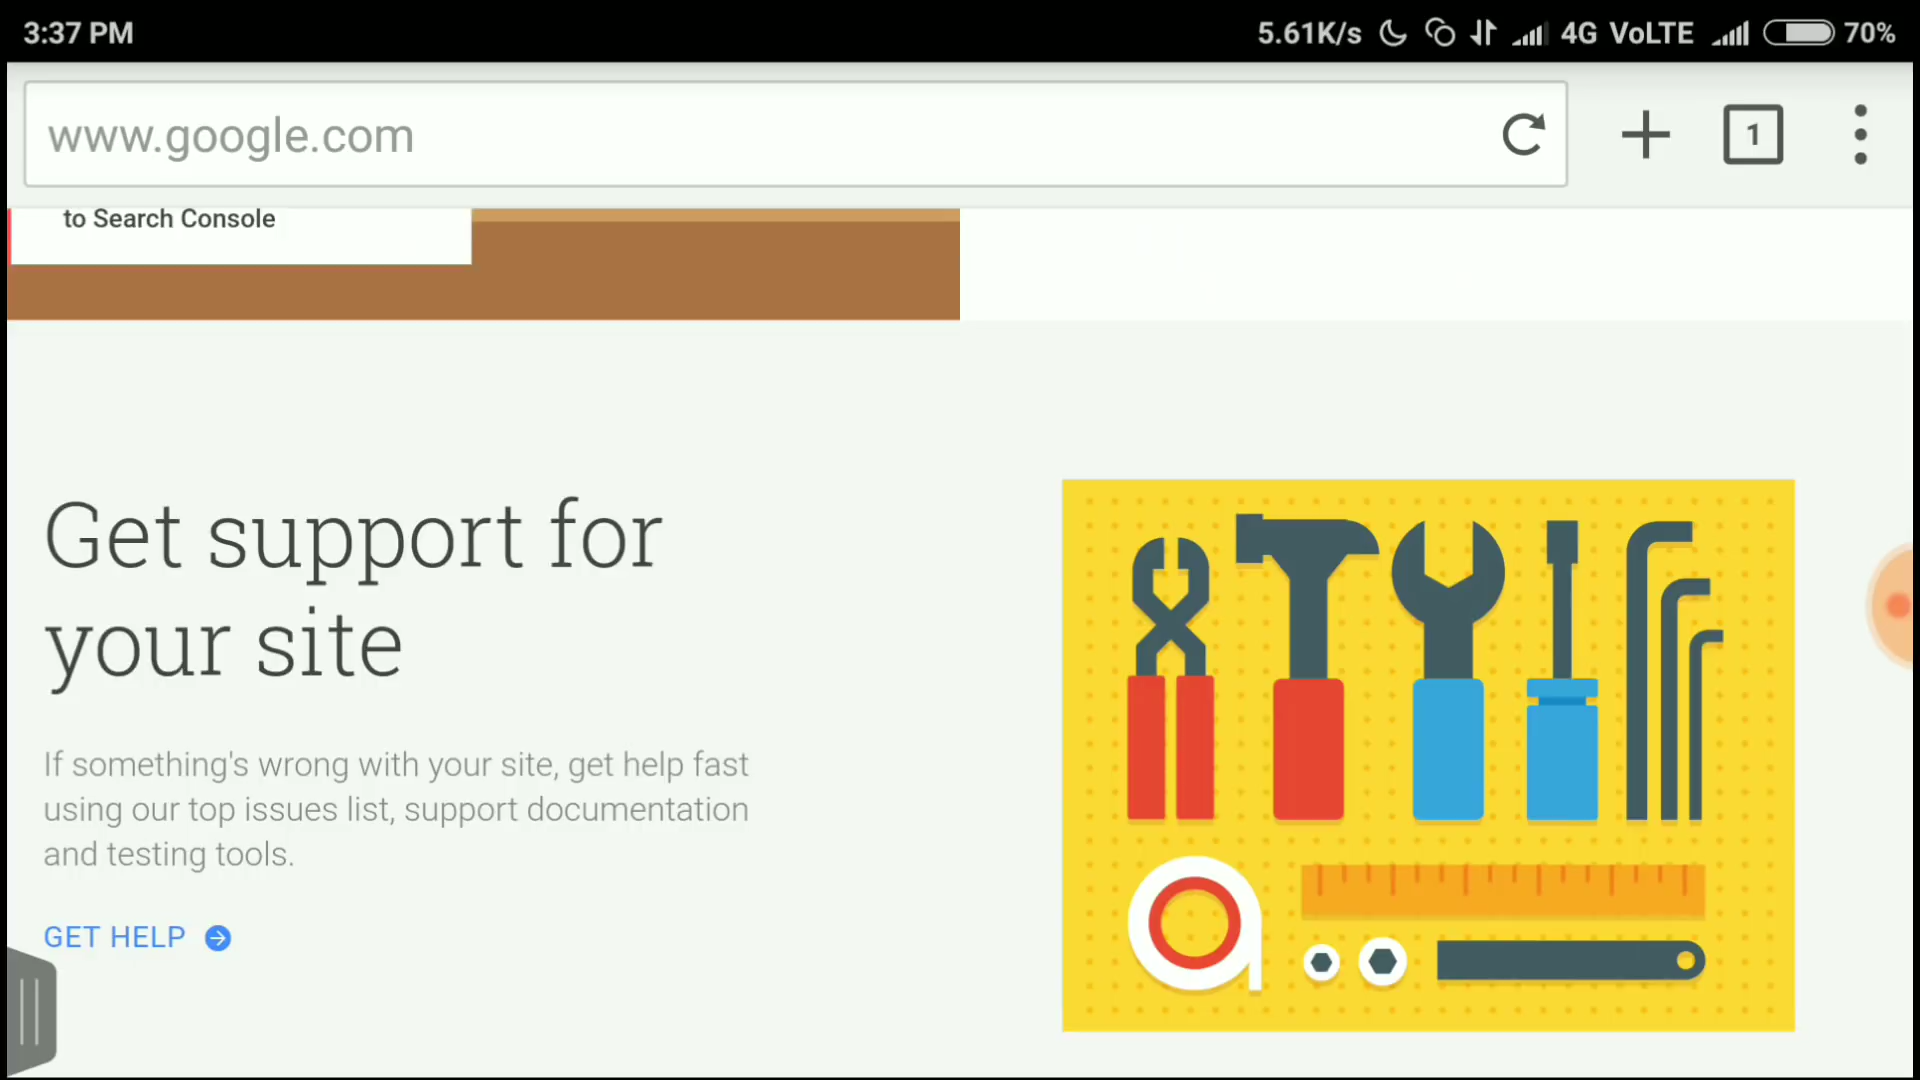 3:37 PM
5.61K/s 4G VoLTE 70%
www.google.com
1
to Search Console
Get support for
your site
If something's wrong with your site, get help fast
using our top issues list, support documentation
and testing tools.
GET HELP